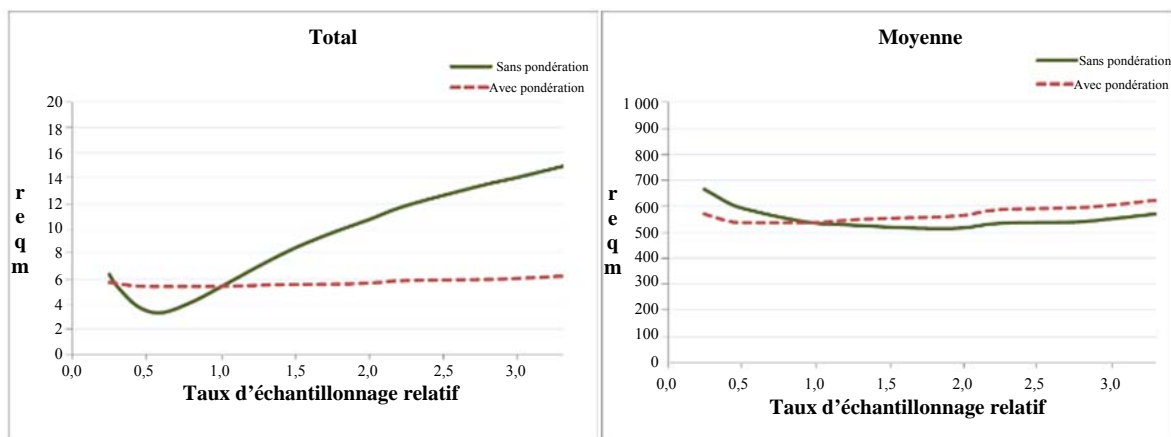 Total
Sans pondération
Avec pondération
20
18
16
14
12
10
8
6
4
2
0
r
e
q
m
0,0
0,5
1,0
1,5
2,0
2,5
3,0
Taux d’échantillonnage relatif
Moyenne
Sans pondération
Avec pondération
1 000
900
800
700
600
500
400
300
200
100
0
r
e
q
m
0,0
0,5
1,0
1,5
2,0
2,5
3,0
Taux d’échantillonnage relatif